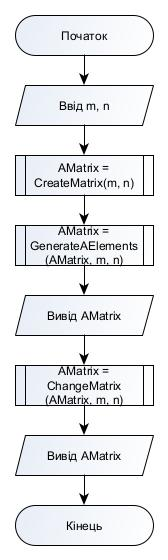 Початок
Ввід m, n
AMatrix =
CreateMatrix(m, n)
AMatrix =
GenerateAElements
(AMatrix, m, n)
Вивід AMatrix
AMatrix =
ChangeMatrix
(AMatrix, m, n)
Вивід AMatrix
Кінець